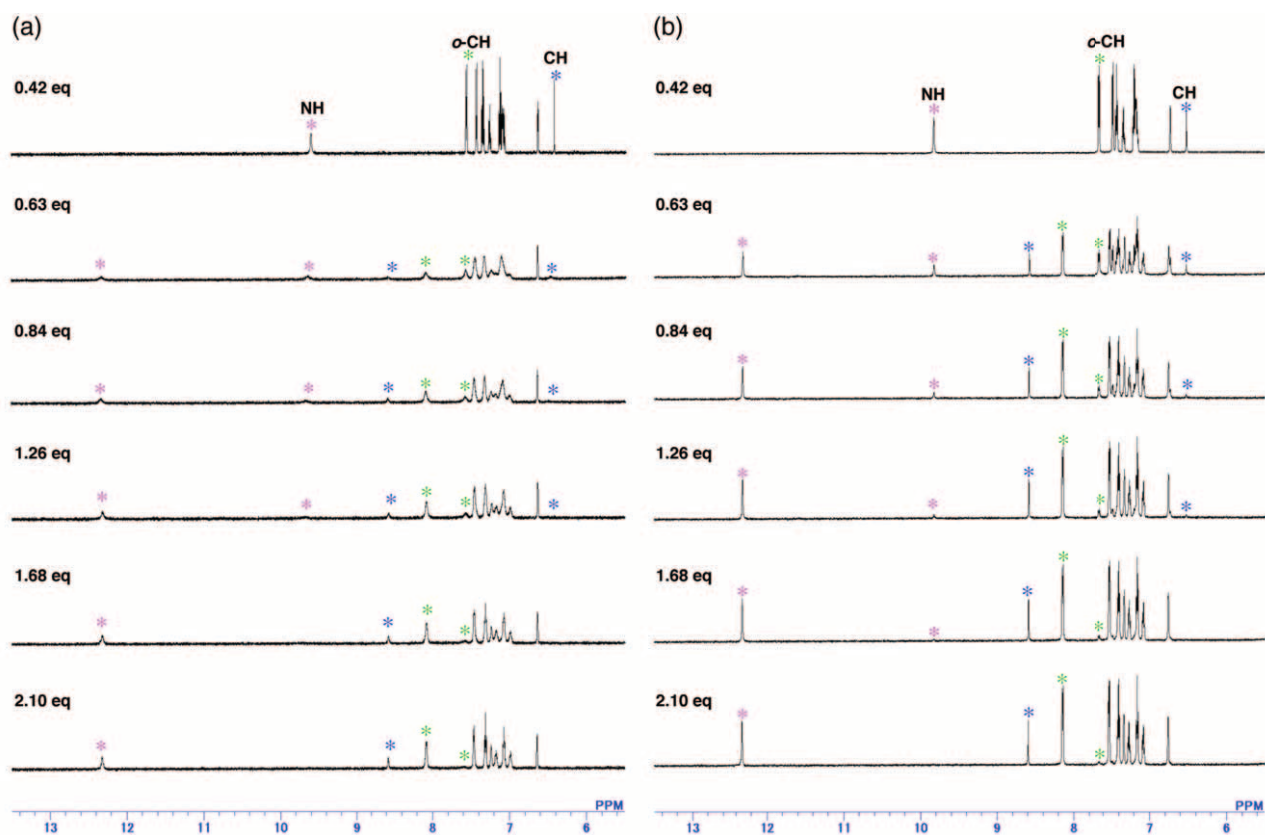 (a)
o-CH
CH
0.42 eq
NH
0.63 eq
0.84 eq
1.26 eq
1.68 eq
2.10 eq
PPM
13 12 11 10 9 8 7 6
(b)
o-CH
CH
0.42 eq
NH
0.63 eq
0.84 eq
1.26 eq
1.68 eq
2.10 eq
PPM
13 12 11 10 9 8 7 6